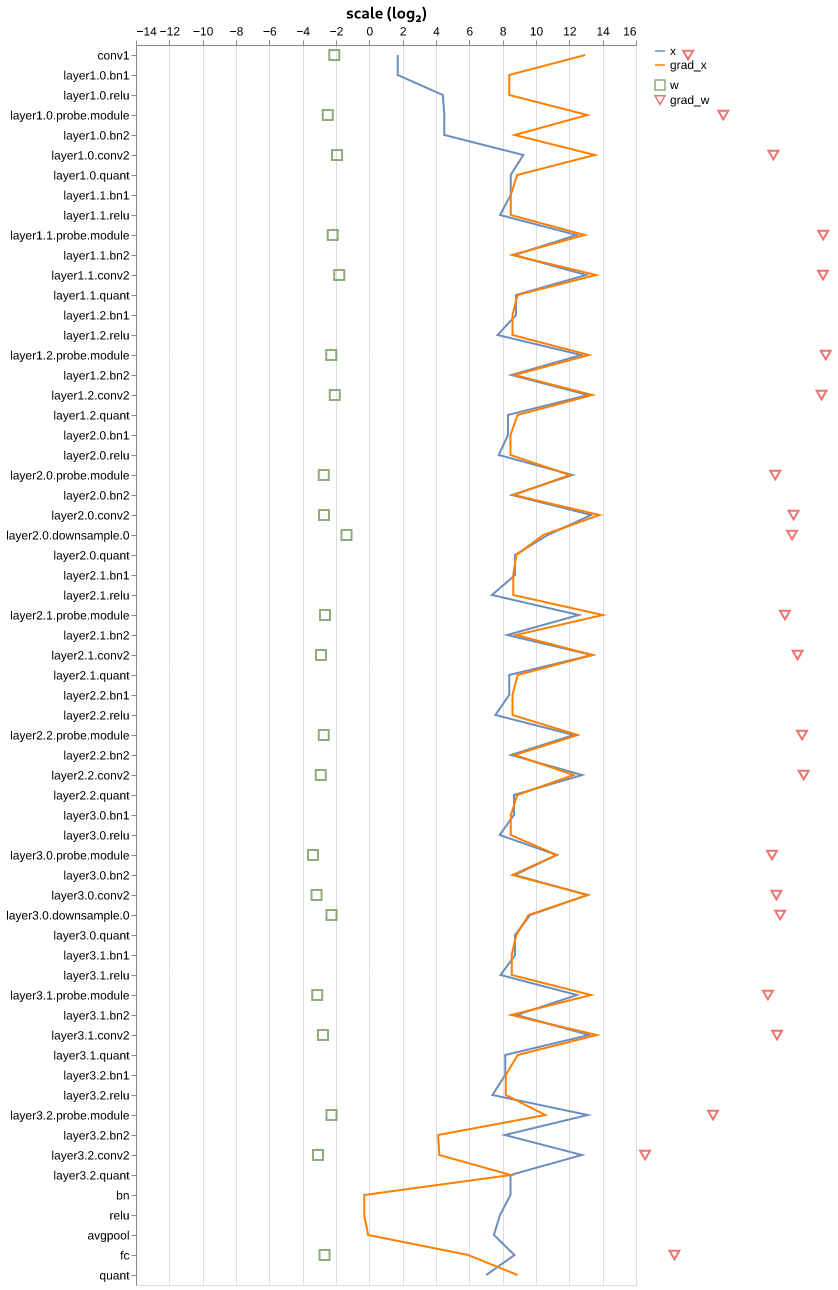 scale (log₂)
−14 −12 −10 −8 −6 −4 −2 0 2 4 6 8 10 12 14 16
x
grad_x
w
grad_w
conv1
layer1.0.bn1
layer1.0.relu
layer1.0.probe.module
layer1.0.bn2
layer1.0.conv2
layer1.0.quant
layer1.1.bn1
layer1.1.relu
layer1.1.probe.module
layer1.1.bn2
layer1.1.conv2
layer1.1.quant
layer1.2.bn1
layer1.2.relu
layer1.2.probe.module
layer1.2.bn2
layer1.2.conv2
layer1.2.quant
layer2.0.bn1
layer2.0.relu
layer2.0.probe.module
layer2.0.bn2
layer2.0.conv2
layer2.0.downsample.0
layer2.0.quant
layer2.1.bn1
layer2.1.relu
layer2.1.probe.module
layer2.1.bn2
layer2.1.conv2
layer2.1.quant
layer2.2.bn1
layer2.2.relu
layer2.2.probe.module
layer2.2.bn2
layer2.2.conv2
layer2.2.quant
layer3.0.bn1
layer3.0.relu
layer3.0.probe.module
layer3.0.bn2
layer3.0.conv2
layer3.0.downsample.0
layer3.0.quant
layer3.1.bn1
layer3.1.relu
layer3.1.probe.module
layer3.1.bn2
layer3.1.conv2
layer3.1.quant
layer3.2.bn1
layer3.2.relu
layer3.2.probe.module
layer3.2.bn2
layer3.2.conv2
layer3.2.quant
bn
relu
avgpool
fc
quant